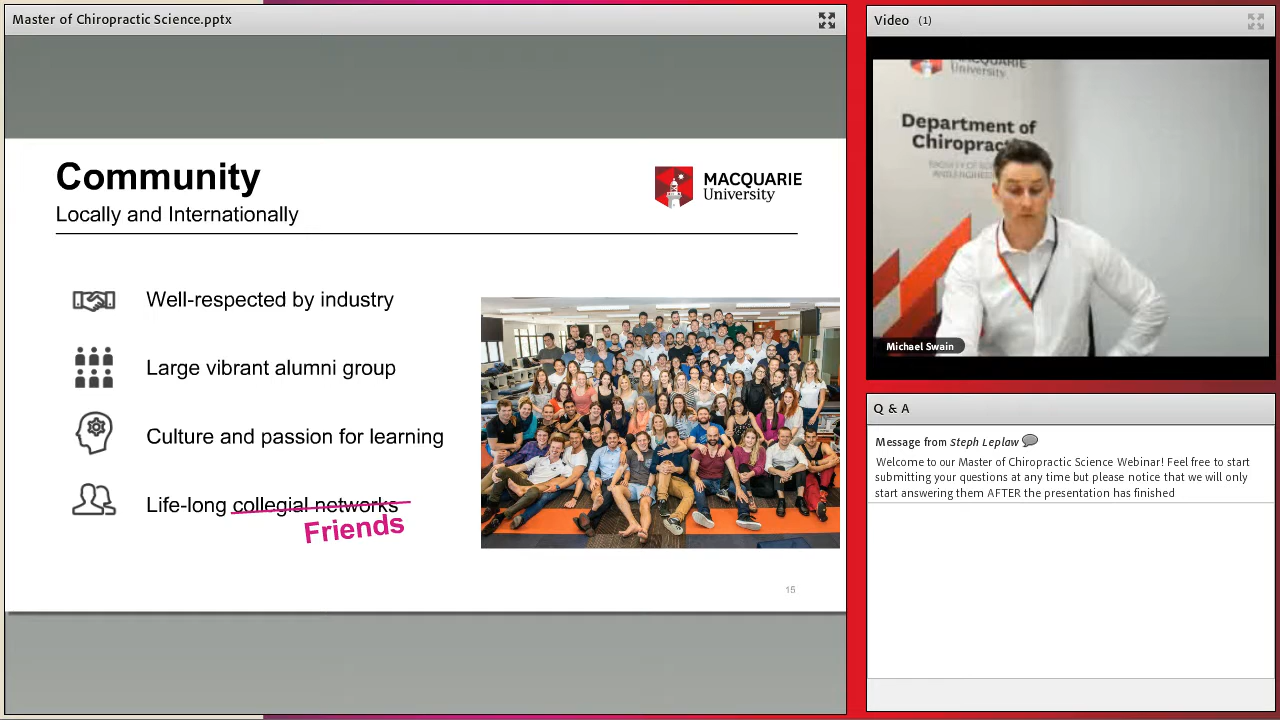 Master of Chiropractic Science.pptx
Community
Locally and Internationally
MACQUARIE
University
Well-respected by industry
Large vibrant alumni group
Culture and passion for learning
Life-long collegial networks
Friends
15
Video (1)
MACQUARIE
University
Department of
Chiropract
Michael Swain
Q & A
Message from Steph Leplaw
Welcome to our Master of Chiropractic Science Webinar! Feel free to start
submitting your questions at any time but please notice that we will only
start answering them AFTER the presentation has finished